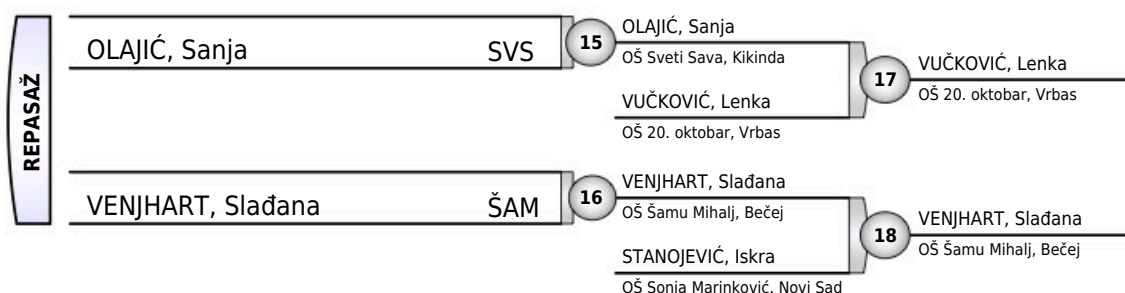 REPASAŽ
OLAJIĆ, Sanja SVS
15
OLAJIĆ, Sanja
OŠ Sveti Sava, Kikinda
VUČKOVIĆ, Lenka
OŠ 20. oktobar, Vrbas
17
VUČKOVIĆ, Lenka
OŠ 20. oktobar, Vrbas
VENJHART, Slađana ŠAM
16
VENJHART, Slađana
OŠ Šamu Mihalj, Bečej
STANOJEVIĆ, Iskra
OŠ Sonja Marinković, Novi Sad
18
VENJHART, Slađana
OŠ Šamu Mihalj, Bečej